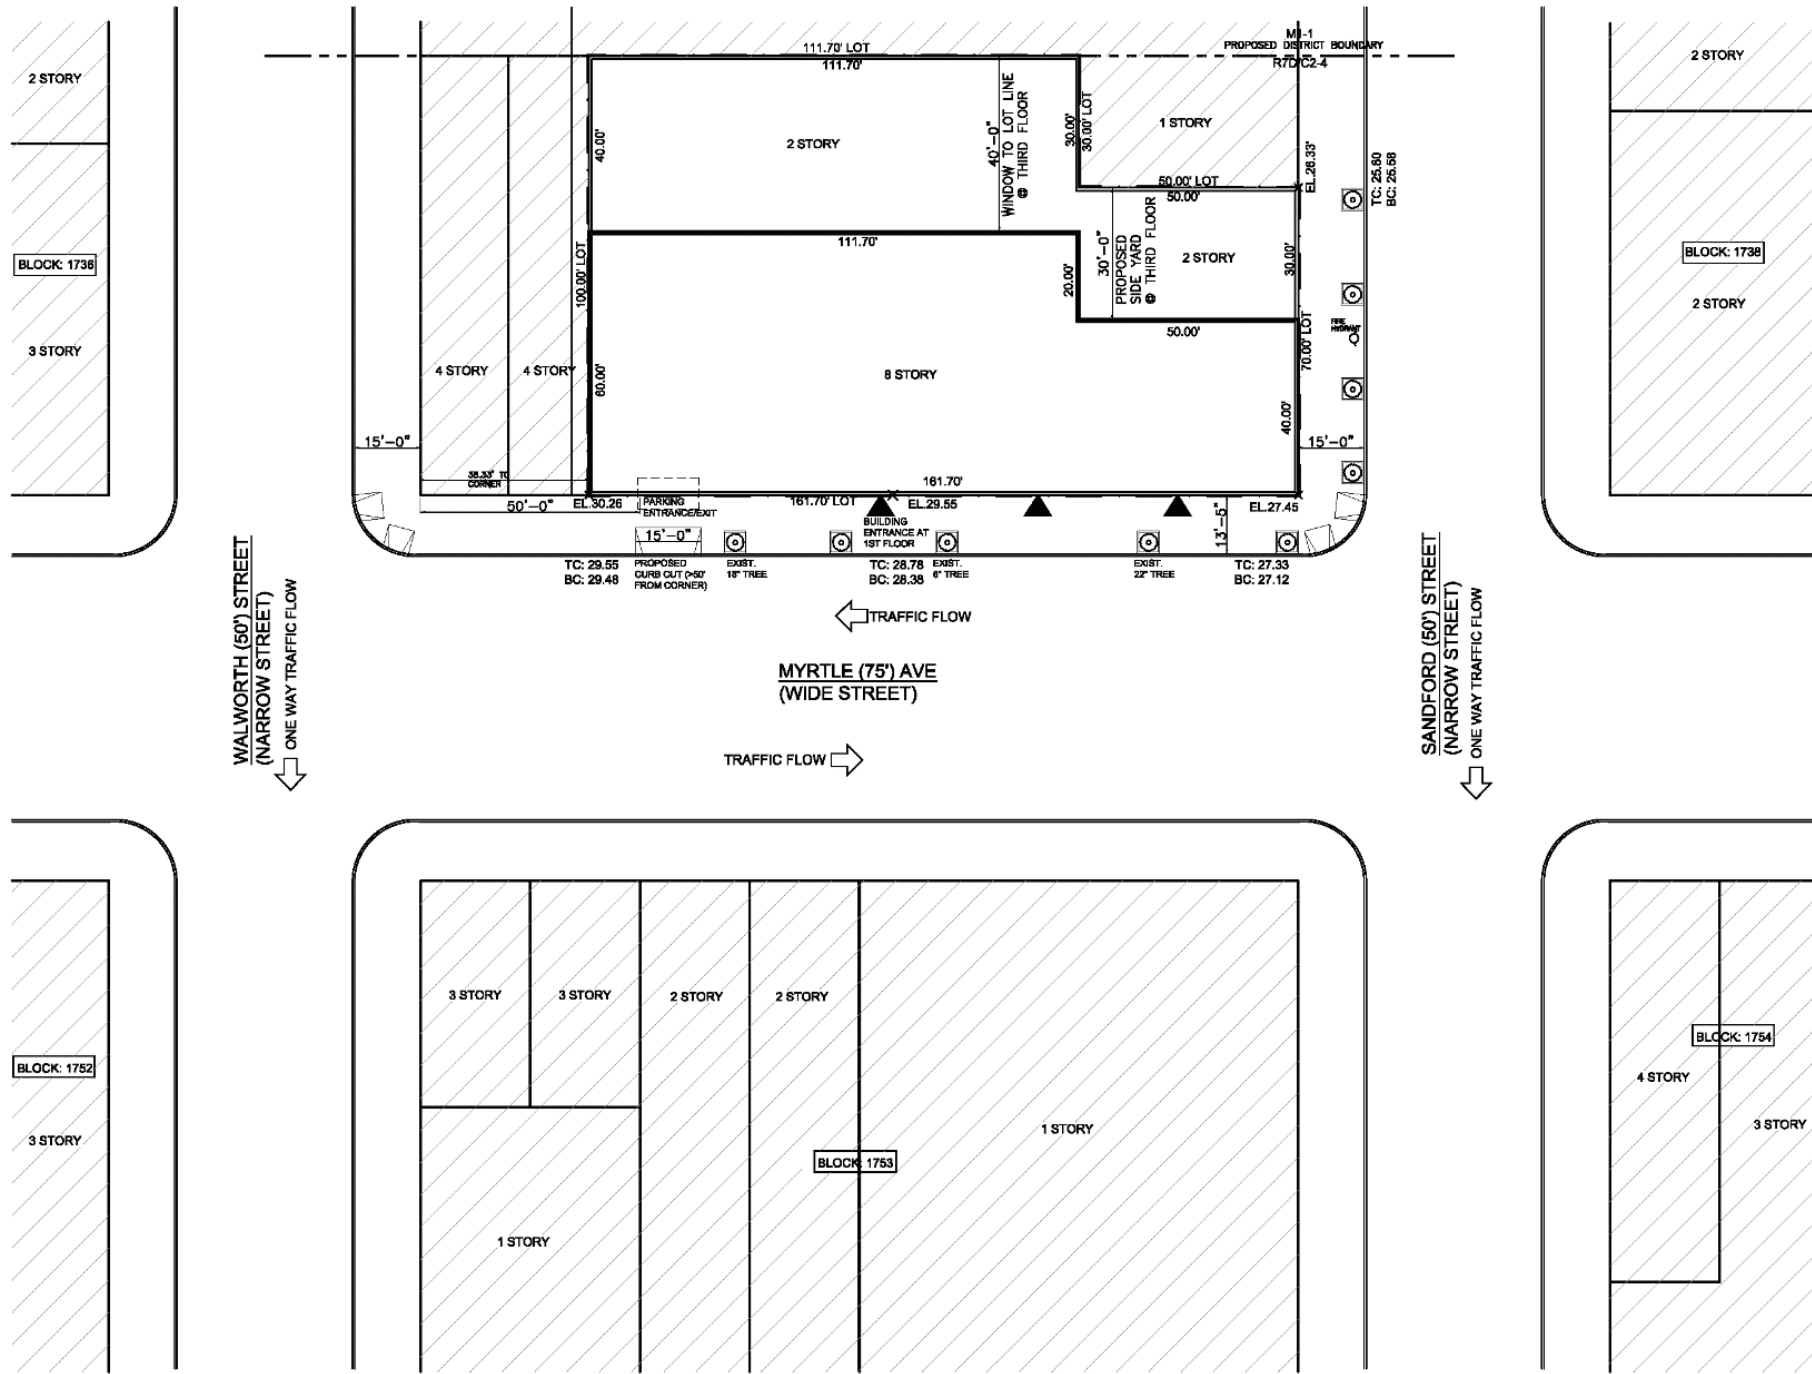 M1-1
PROPOSED DISTRICT BOUNDARY
R7D/C2-4
111.70' LOT
111.70'
2 STORY
2 STORY
40.00'
2 STORY
40'-0"
WINDOW TO LOT LINE
@ THIRD FLOOR
30.00'
30.00' LOT
1 STORY
50.00' LOT
50.00'
EL.26.33'
TC: 25.80
BC: 25.58
BLOCK: 1736
3 STORY
100.00' LOT
111.70'
20.00'
30'-0"
PROPOSED
SIDE YARD
@ THIRD FLOOR
2 STORY
30.00'
50.00'
70.00' LOT
FIRE
HYDRANT
BLOCK: 1738
2 STORY
4 STORY
4 STORY
60.00'
8 STORY
40.00'
15'-0"
15'-0"
38.33' TO
CORNER
50'-0"
EL.30.26
PARKING
ENTRANCE/EXIT
161.70'
161.70' LOT
EL.29.55
EL.27.45
BUILDING
ENTRANCE AT
1ST FLOOR
13'-5"
15'-0"
TC: 29.55
BC: 29.48
PROPOSED
CURB CUT (>50'
FROM CORNER)
EXIST.
18" TREE
TC: 28.78
BC: 28.38
EXIST.
6" TREE
EXIST.
22" TREE
TC: 27.33
BC: 27.12
TRAFFIC FLOW
WALWORTH (50') STREET
(NARROW STREET)
ONE WAY TRAFFIC FLOW
MYRTLE (75') AVE
(WIDE STREET)
SANDFORD (50') STREET
(NARROW STREET)
ONE WAY TRAFFIC FLOW
TRAFFIC FLOW
3 STORY
3 STORY
2 STORY
2 STORY
BLOCK: 1752
3 STORY
1 STORY
BLOCK: 1753
1 STORY
BLOCK: 1754
4 STORY
3 STORY